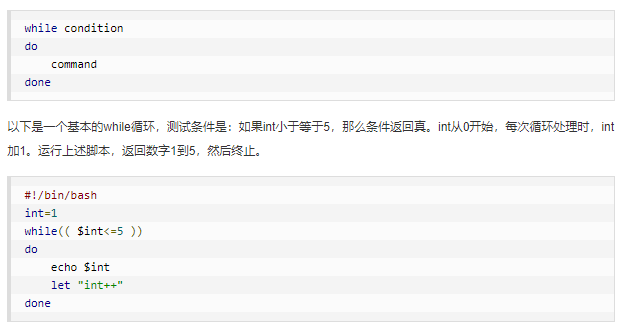 while condition
do
    command
done
以下是一个基本的while循环，测试条件是：如果int小于等于5，那么条件返回真。int从0开始，每次循环处理时，int
加1。运行上述脚本，返回数字1到5，然后终止。
#!/bin/bash
int=1
while(( $int<=5 ))
do
    echo $int
    let "int++"
done